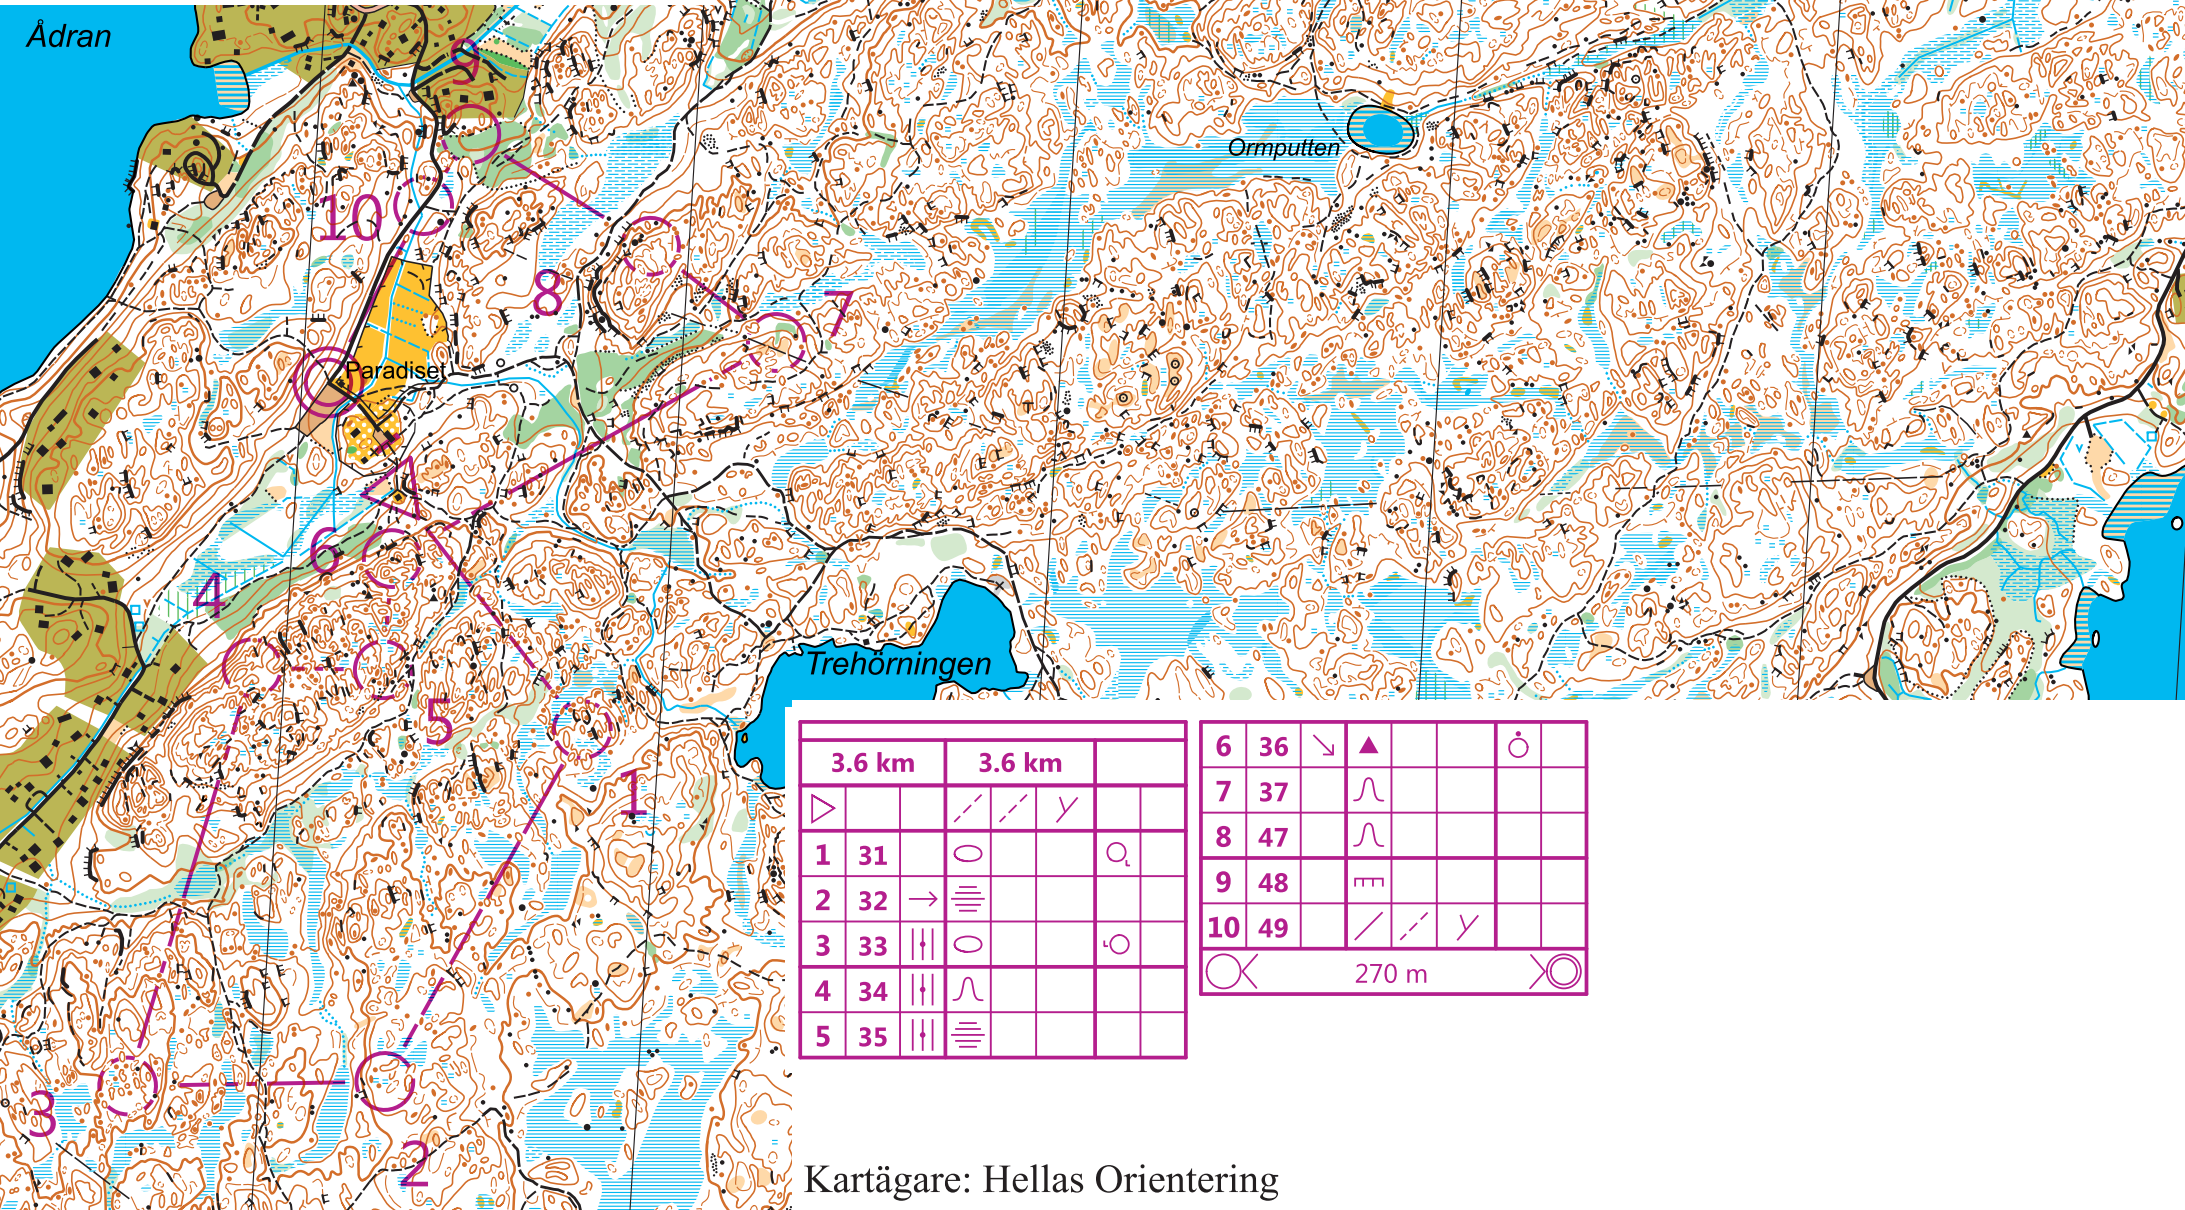 Ådran
9
Ormputten
10
8
7
Paradiset
6
4
5
Trehörningen
1
3
2
3.6 km 3.6 km
1 31
2 32
3 33
4 34
5 35
6 36
7 37
8 47
9 48
10 49
270 m
Kartägare: Hellas Orientering